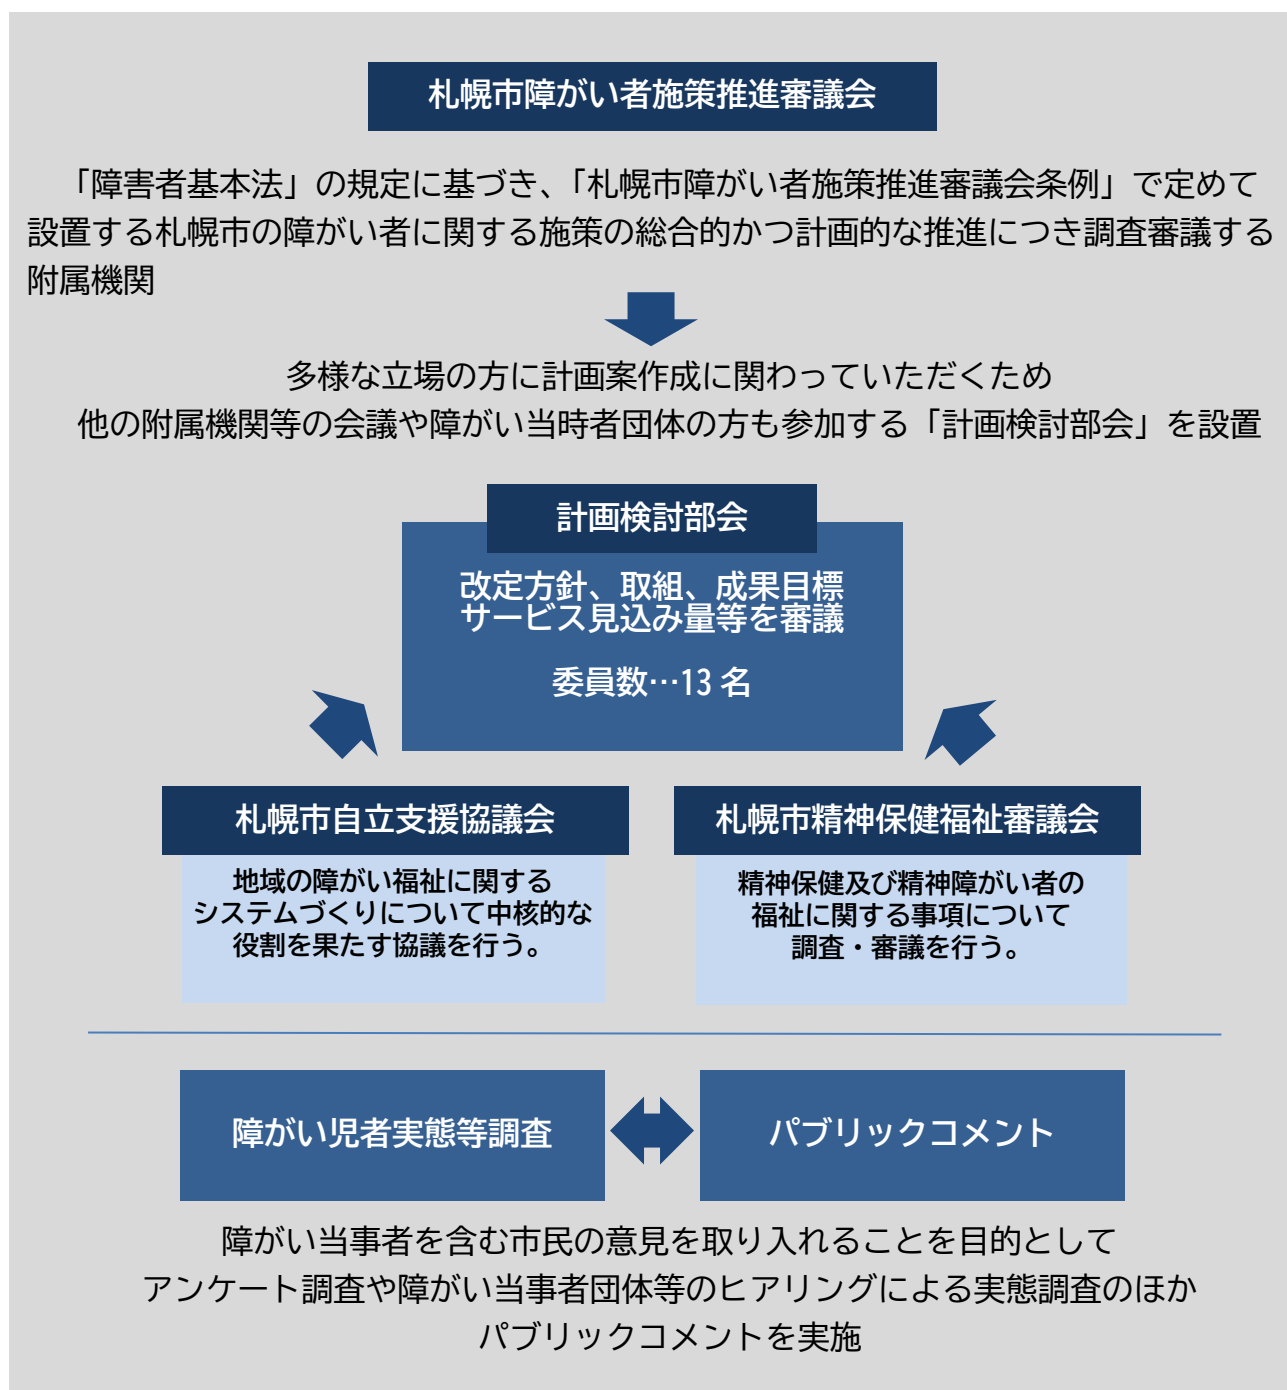 札幌市障がい者施策推進審議会
「障害者基本法」の規定に基づき、「札幌市障がい者施策推進審議会条例」で定めて
設置する札幌市の障がい者に関する施策の総合的かつ計画的な推進につき調査審議する
附属機関
多様な立場の方に計画案作成に関わっていただくため
他の附属機関等の会議や障がい当時者団体の方も参加する「計画検討部会」を設置
計画検討部会
改定方針、取組、成果目標
サービス見込み量等を審議
委員数…13 名
札幌市自立支援協議会
地域の障がい福祉に関する
システムづくりについて中核的な
役割を果たす協議を行う。
札幌市精神保健福祉審議会
精神保健及び精神障がい者の
福祉に関する事項について
調査・審議を行う。
障がい児者実態等調査
パブリックコメント
障がい当事者を含む市民の意見を取り入れることを目的として
アンケート調査や障がい当事者団体等のヒアリングによる実態調査のほか
パブリックコメントを実施